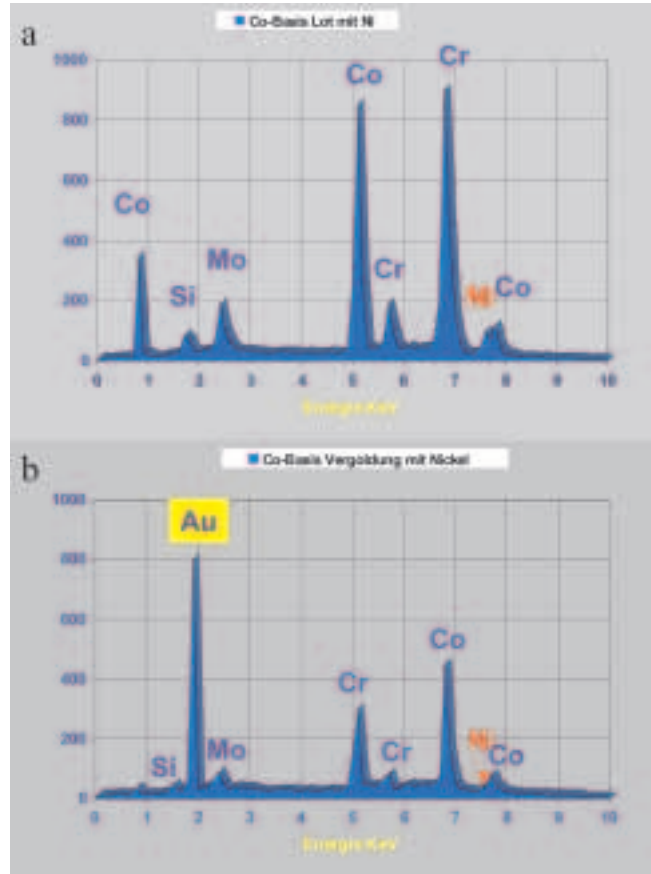 Co-Basis Lot mit Ni
a
1000
800
600
400
200
0
Co
Si
Mo
Co
Cr
Cr
Ni
Co
0 1 2 3 4 5 6 7 8 9 10
Energie KeV
Co-Basis Vergoldung mit Nickel
b
1000
800
600
400
200
0
Au
Si
Mo
Cr
Cr
Co
Ni
Co
0 1 2 3 4 5 6 7 8 9 10
Energie KeV